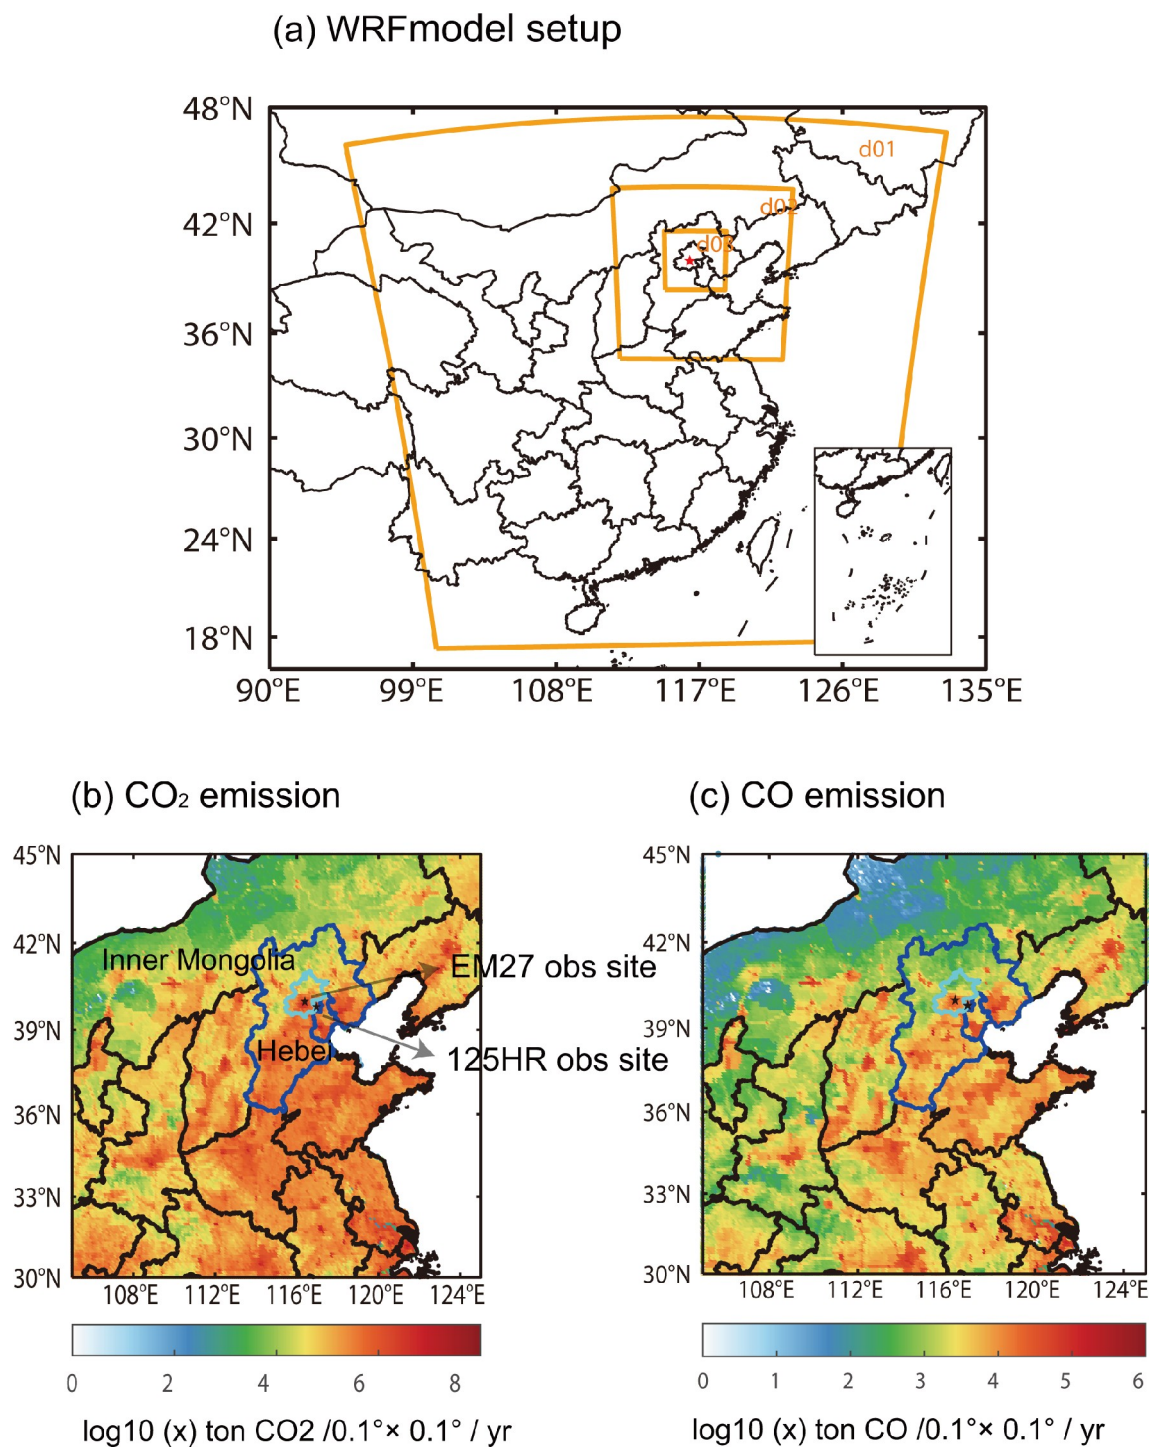 (a) WRFmodel setup
48°N
d01
42°N
d02
d03
36°N
30°N
24°N
18°N
90°E 99°E 108°E 117°E 126°E 135°E
(b) CO₂ emission
(c) CO emission
45°N
42°N
Inner Mongolia
EM27 obs site
39°N
Hebei
125HR obs site
36°N
33°N
30°N
108°E 112°E 116°E 120°E 124°E
0 2 4 6 8
log10 (x) ton CO2 /0.1°× 0.1° / yr
45°N
42°N
39°N
36°N
33°N
30°N
108°E 112°E 116°E 120°E 124°E
0 1 2 3 4 5 6
log10 (x) ton CO /0.1°× 0.1° / yr